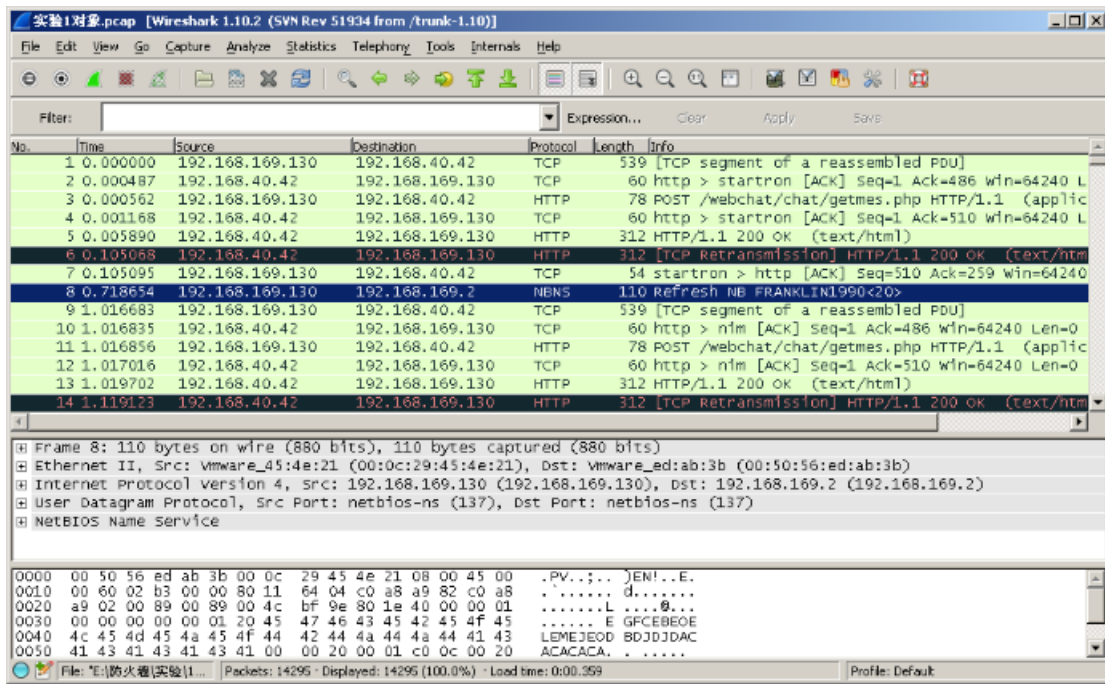 实验1对象.pcap [Wireshark 1.10.2 (SVN Rev 51934 from /trunk-1.10)]
File Edit View Go Capture Analyze Statistics Telephony Tools Internals Help
Filter: Expression... Clear Apply Save
No. Time Source Destination Protocol Length Info
1 0.000000 192.168.169.130 192.168.40.42 TCP 539 [TCP segment of a reassembled PDU]
2 0.000487 192.168.40.42 192.168.169.130 TCP 60 http > startron [ACK] Seq=1 Ack=486 Win=64240 L
3 0.000562 192.168.169.130 192.168.40.42 HTTP 78 POST /webchat/chat/getmes.php HTTP/1.1 (applic
4 0.001168 192.168.40.42 192.168.169.130 TCP 60 http > startron [ACK] Seq=1 Ack=510 Win=64240 L
5 0.005890 192.168.40.42 192.168.169.130 HTTP 312 HTTP/1.1 200 OK (text/html)
6 0.105068 192.168.40.42 192.168.169.130 HTTP 312 [TCP Retransmission] HTTP/1.1 200 OK (text/htm
7 0.105095 192.168.169.130 192.168.40.42 TCP 54 startron > http [ACK] Seq=510 Ack=259 Win=64240
8 0.718654 192.168.169.130 192.168.169.2 NBNS 110 Refresh NB FRANKLIN1990<20>
9 1.016683 192.168.169.130 192.168.40.42 TCP 539 [TCP segment of a reassembled PDU]
10 1.016835 192.168.40.42 192.168.169.130 TCP 60 http > nim [ACK] Seq=1 Ack=486 Win=64240 Len=0
11 1.016856 192.168.169.130 192.168.40.42 HTTP 78 POST /webchat/chat/getmes.php HTTP/1.1 (applic
12 1.017016 192.168.40.42 192.168.169.130 TCP 60 http > nim [ACK] Seq=1 Ack=510 Win=64240 Len=0
13 1.019702 192.168.40.42 192.168.169.130 HTTP 312 HTTP/1.1 200 OK (text/html)
14 1.119123 192.168.40.42 192.168.169.130 HTTP 312 [TCP Retransmission] HTTP/1.1 200 OK (text/htm
Frame 8: 110 bytes on wire (880 bits), 110 bytes captured (880 bits)
Ethernet II, Src: Vmware_45:4e:21 (00:0c:29:45:4e:21), Dst: Vmware_ed:ab:3b (00:50:56:ed:ab:3b)
Internet Protocol Version 4, Src: 192.168.169.130 (192.168.169.130), Dst: 192.168.169.2 (192.168.169.2)
User Datagram Protocol, Src Port: netbios-ns (137), Dst Port: netbios-ns (137)
NetBIOS Name Service
0000 00 50 56 ed ab 3b 00 0c 29 45 4e 21 08 00 45 00 .PV..;.. )EN!..E.
0010 00 60 02 b3 00 00 80 11 64 04 c0 a8 a9 82 c0 a8 .`...... d.......
0020 a9 02 00 89 00 89 00 4c bf 9e 80 1e 40 00 00 01 .......L ....@...
0030 00 00 00 00 00 01 20 45 47 46 43 45 42 45 4f 45 ...... E GFCEBEOE
0040 4c 45 4d 45 4a 45 4f 44 42 44 4a 44 4a 44 41 43 LEMEJEOD BDJDJDAC
0050 41 43 41 43 41 43 41 00 00 20 00 01 c0 0c 00 20 ACACACA. . .....
File: "E:\防火墙\实验\1... Packets: 14295 · Displayed: 14295 (100.0%) · Load time: 0:00.359 Profile: Default